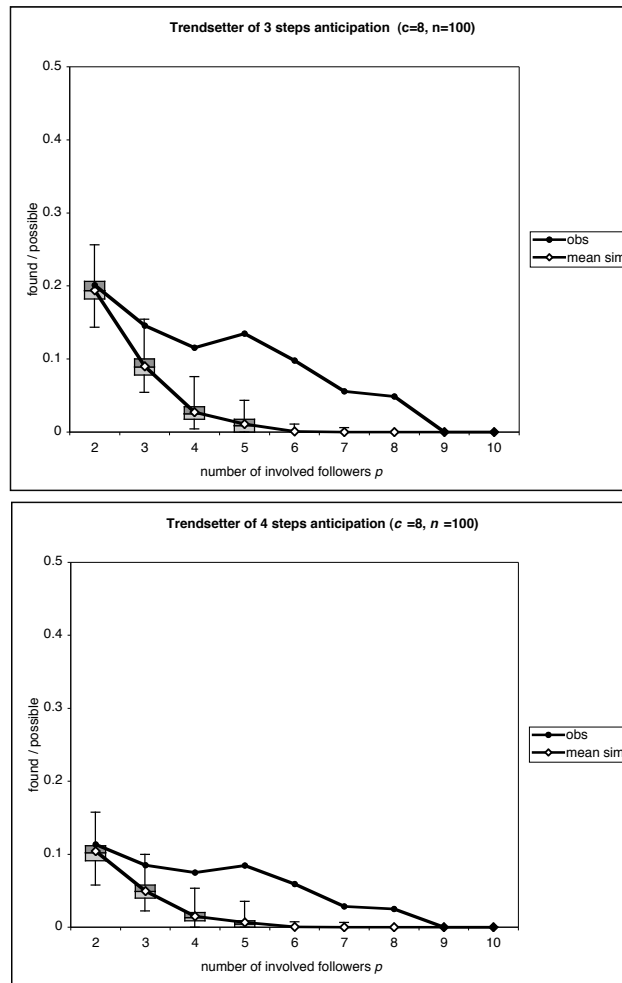 Trendsetter of 3 steps anticipation (c=8, n=100)
0.5
0.4
0.3
0.2
0.1
0
found / possible
2 3 4 5 6 7 8 9 10
number of involved followers p
obs
mean sim
Trendsetter of 4 steps anticipation (c =8, n =100)
0.5
0.4
0.3
0.2
0.1
0
found / possible
2 3 4 5 6 7 8 9 10
number of involved followers p
obs
mean sim